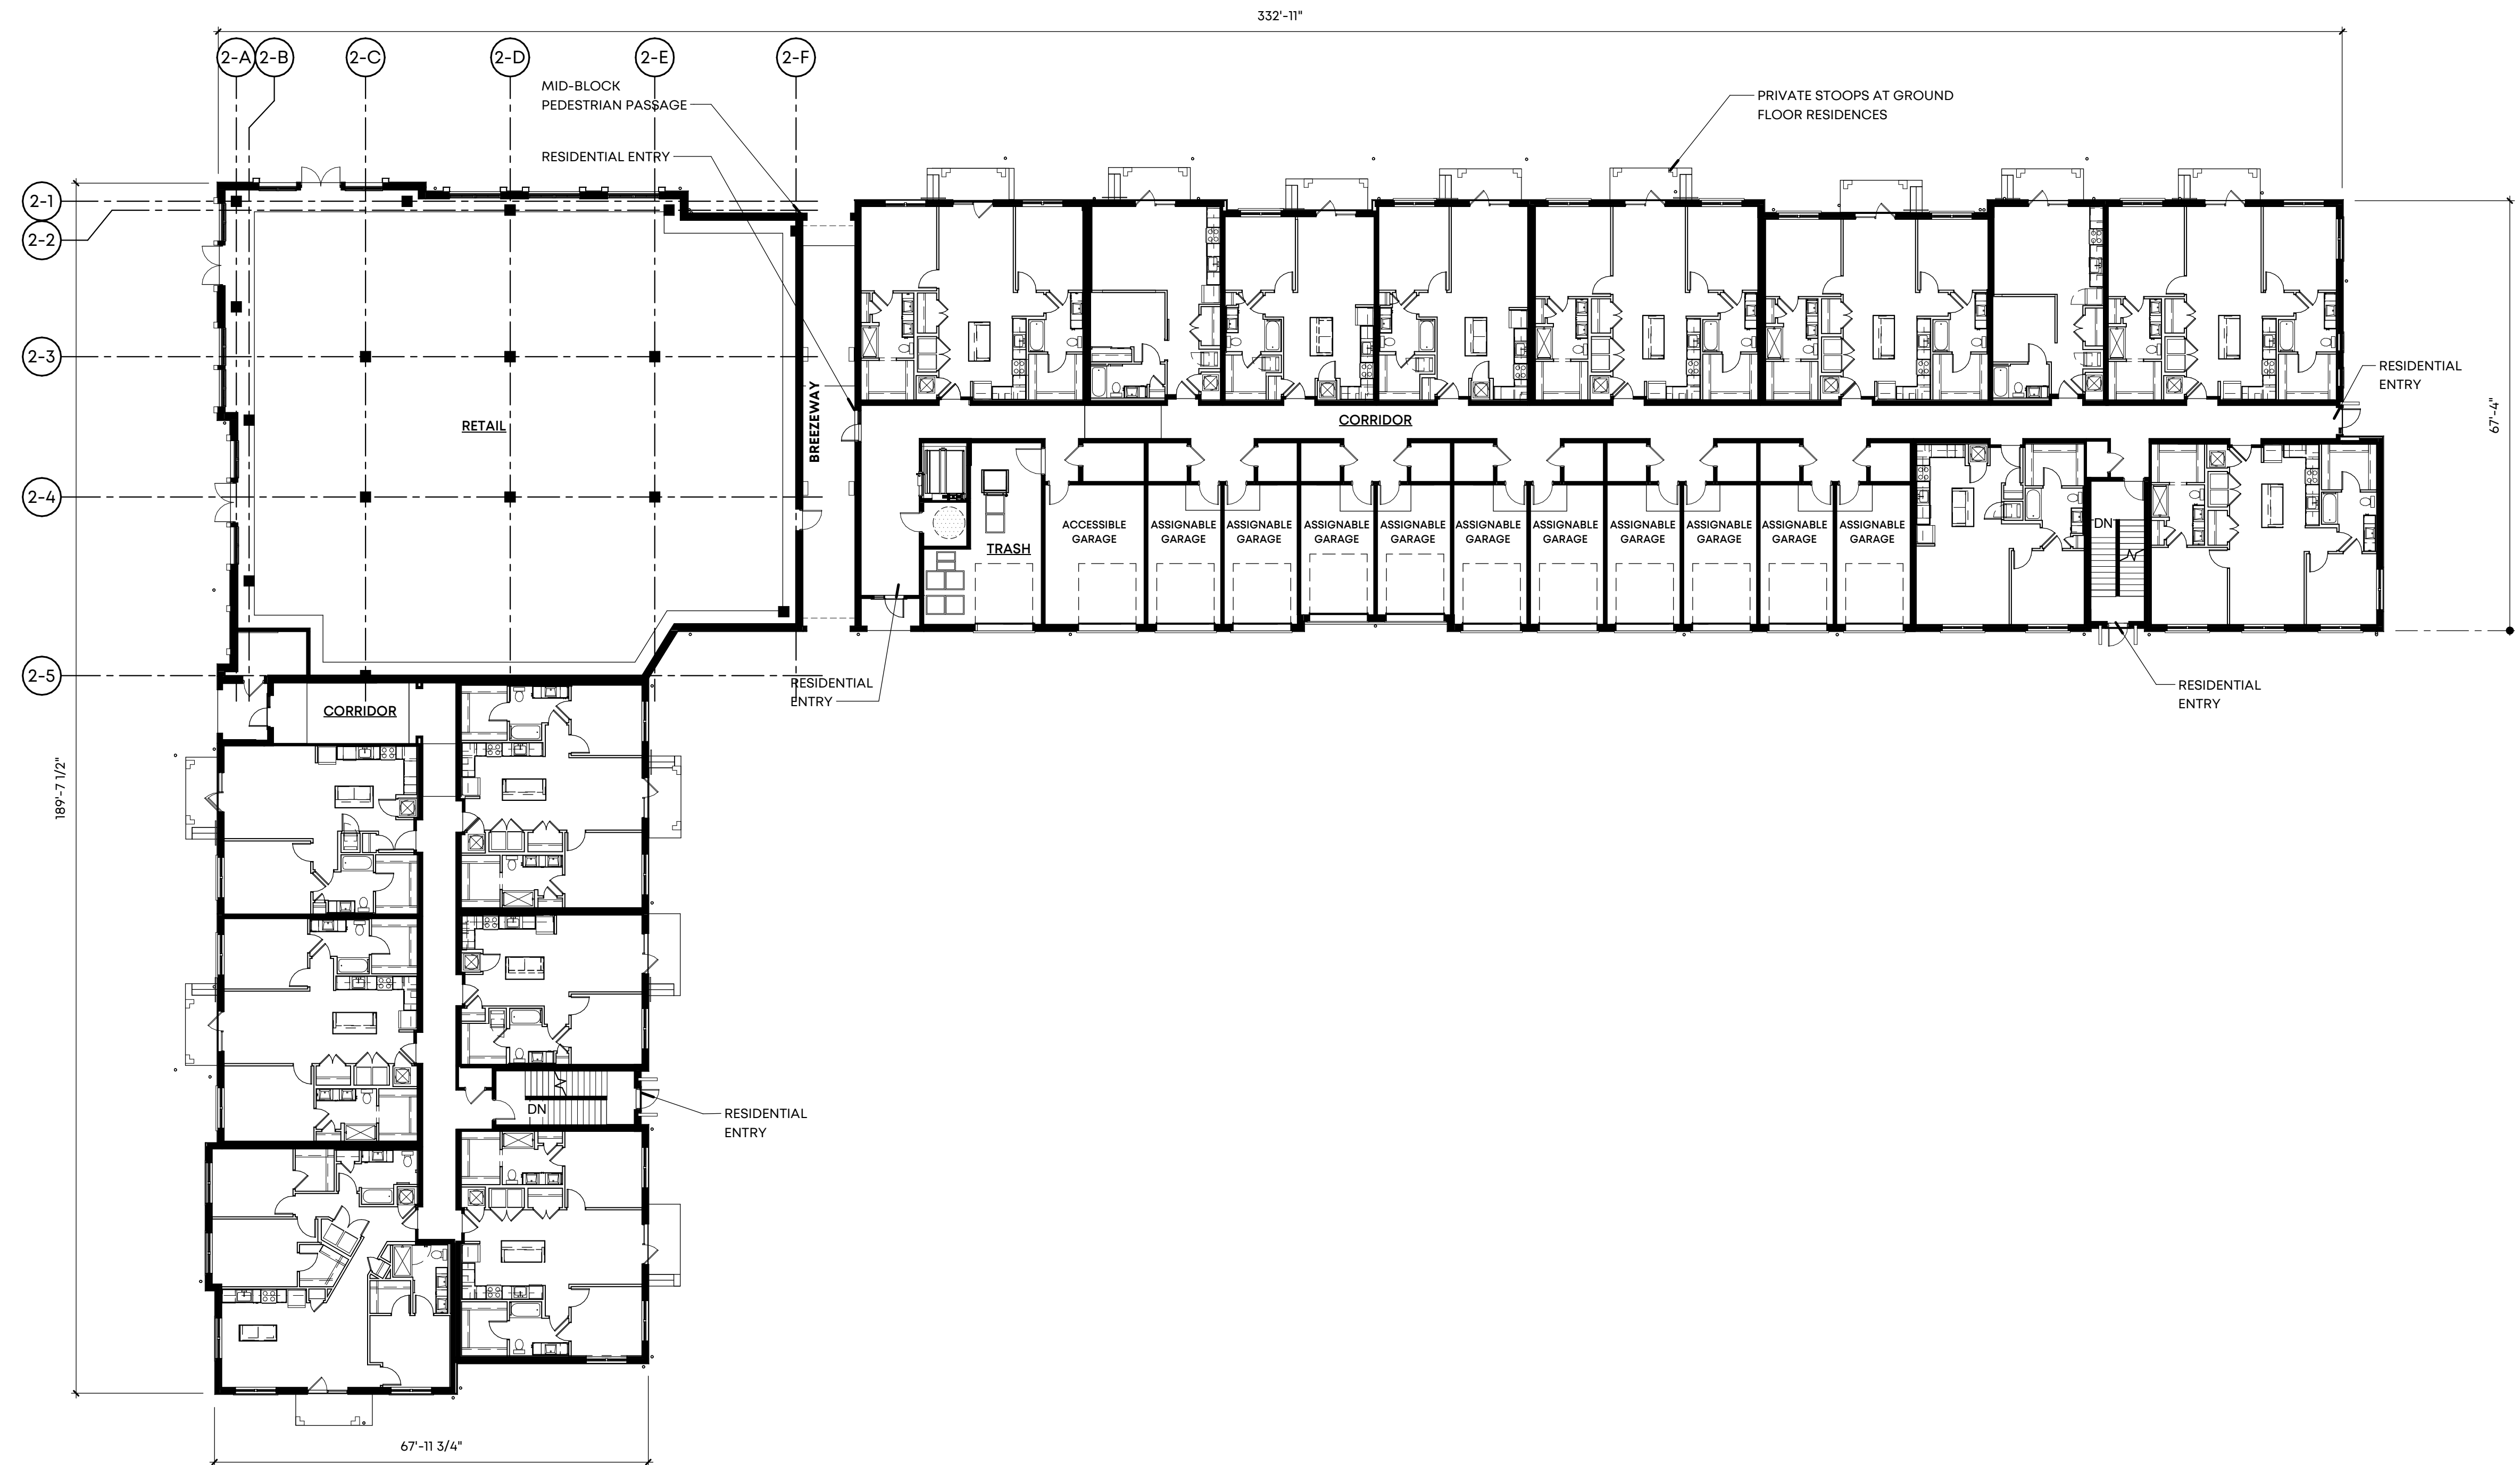 332'-11"
2-A
2-B
2-C
2-D
2-E
2-F
MID-BLOCK
PEDESTRIAN PASSAGE
PRIVATE STOOPS AT GROUND
FLOOR RESIDENCES
RESIDENTIAL ENTRY
2-1
2-2
2-3
2-4
2-5
RETAIL
BREEZEWAY
CORRIDOR
RESIDENTIAL
ENTRY
67'-4"
TRASH
ACCESSIBLE
GARAGE
ASSIGNABLE
GARAGE
ASSIGNABLE
GARAGE
ASSIGNABLE
GARAGE
ASSIGNABLE
GARAGE
ASSIGNABLE
GARAGE
ASSIGNABLE
GARAGE
ASSIGNABLE
GARAGE
ASSIGNABLE
GARAGE
ASSIGNABLE
GARAGE
ASSIGNABLE
GARAGE
DN
RESIDENTIAL
ENTRY
RESIDENTIAL
ENTRY
CORRIDOR
189'-7 1/2"
DN
RESIDENTIAL
ENTRY
67'-11 3/4"